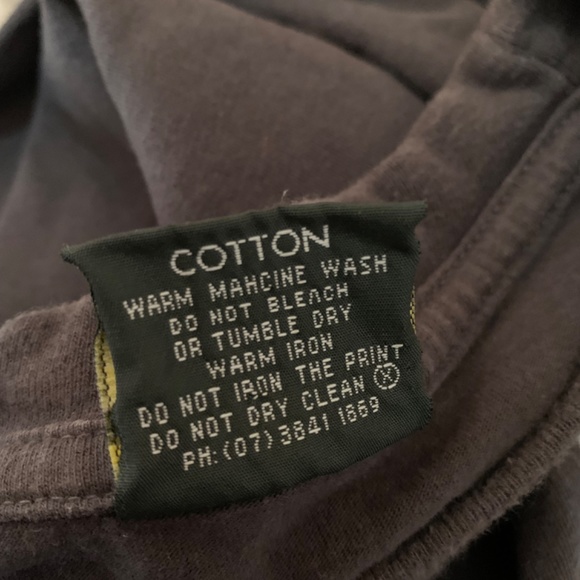 COTTON
WARM MAHCINE WASH
DO NOT BLEACH
OR TUMBLE DRY
WARM IRON
DO NOT IRON THE PRINT
DO NOT DRY CLEAN Ⓧ
PH:(07) 3841 1869